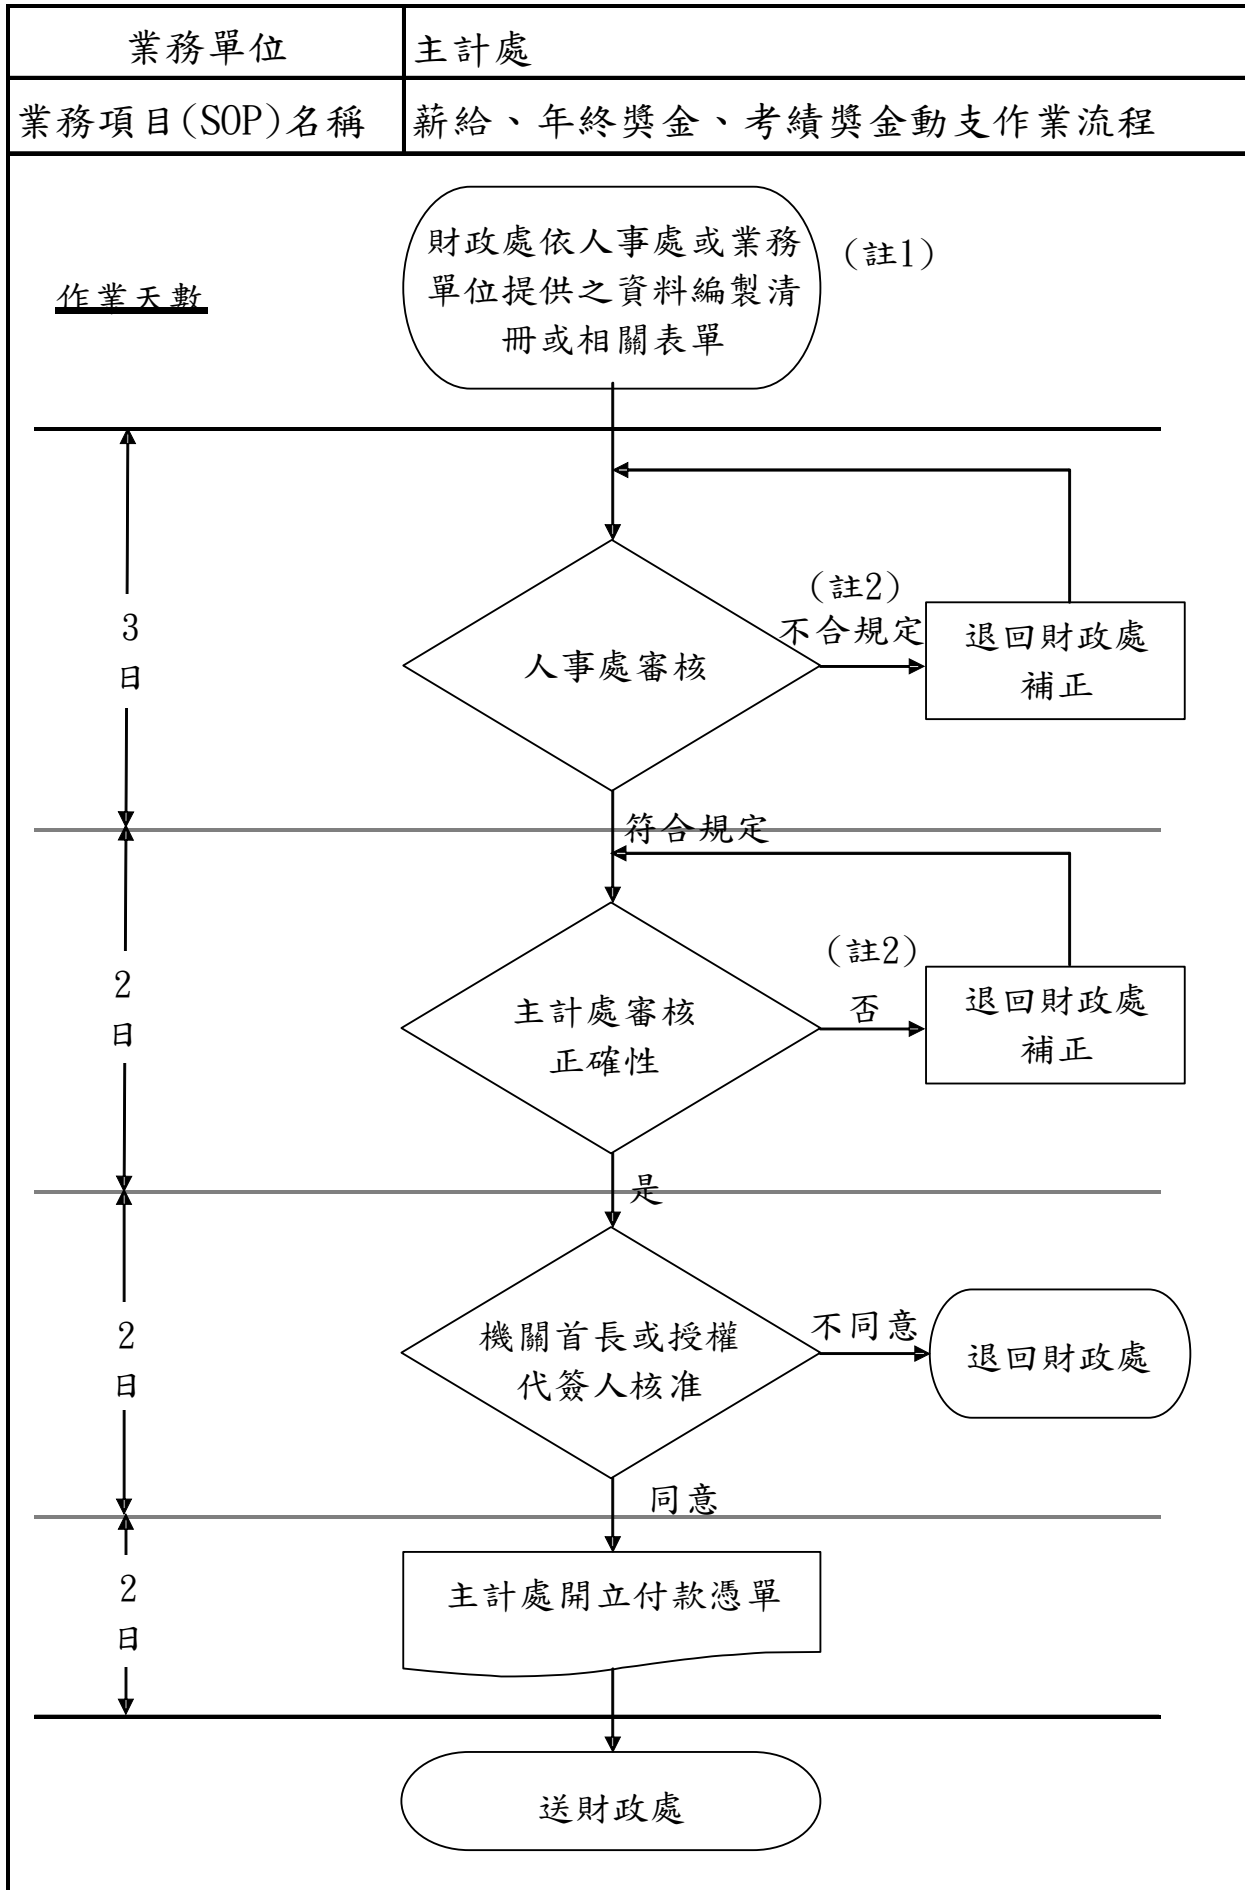 業務單位
主計處
業務項目(SOP)名稱
薪給、年終獎金、考績獎金動支作業流程
財政處依人事處或業務
單位提供之資料編製清
冊或相關表單
(註1)
作業天數
3
日
人事處審核
(註2)
不合規定
退回財政處
補正
符合規定
2
日
主計處審核
正確性
(註2)
否
退回財政處
補正
是
2
日
機關首長或授權
代簽人核准
不同意
退回財政處
同意
2
日
主計處開立付款憑單
送財政處